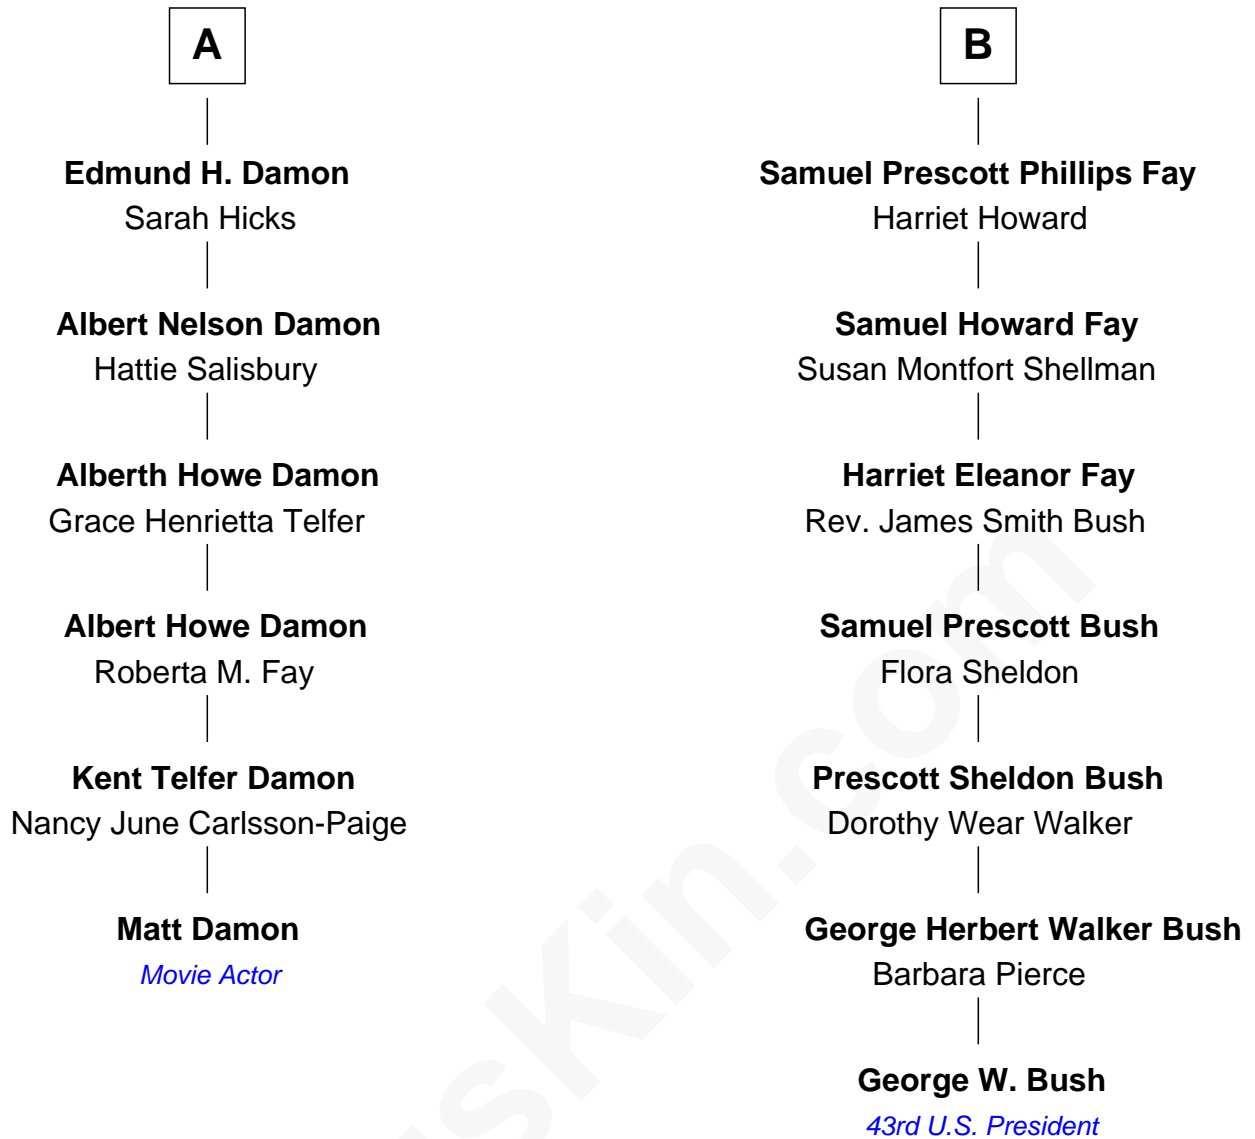 A
Edmund H. Damon
Sarah Hicks
Albert Nelson Damon
Hattie Salisbury
Alberth Howe Damon
Grace Henrietta Telfer
Albert Howe Damon
Roberta M. Fay
Kent Telfer Damon
Nancy June Carlsson-Paige
Matt Damon
Movie Actor
B
Samuel Prescott Phillips Fay
Harriet Howard
Samuel Howard Fay
Susan Montfort Shellman
Harriet Eleanor Fay
Rev. James Smith Bush
Samuel Prescott Bush
Flora Sheldon
Prescott Sheldon Bush
Dorothy Wear Walker
George Herbert Walker Bush
Barbara Pierce
George W. Bush
43rd U.S. President